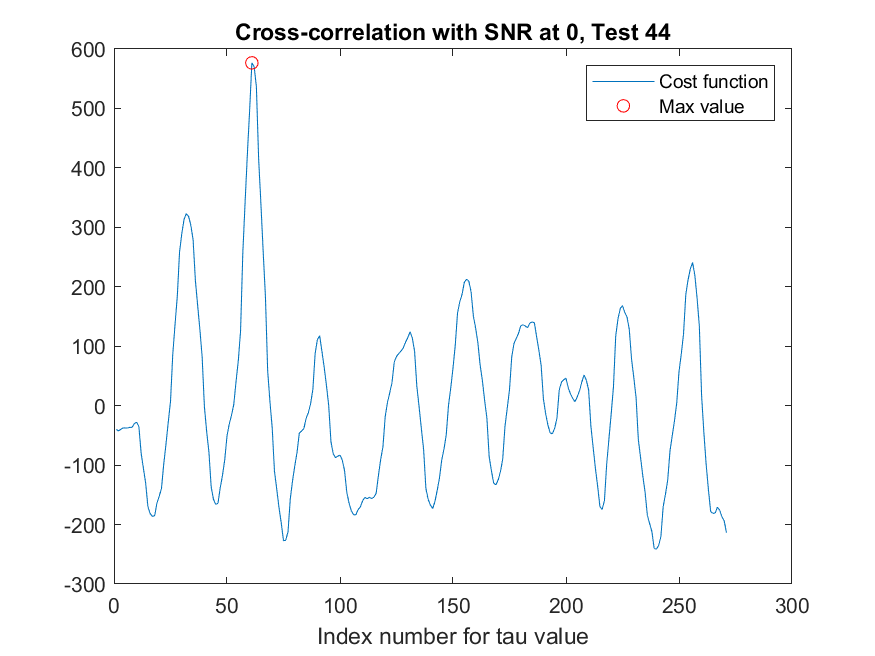 Cross-correlation with SNR at 0, Test 44
600
500
400
300
200
100
0
-100
-200
-300
0 50 100 150 200 250 300
Index number for tau value
Cost function
Max value